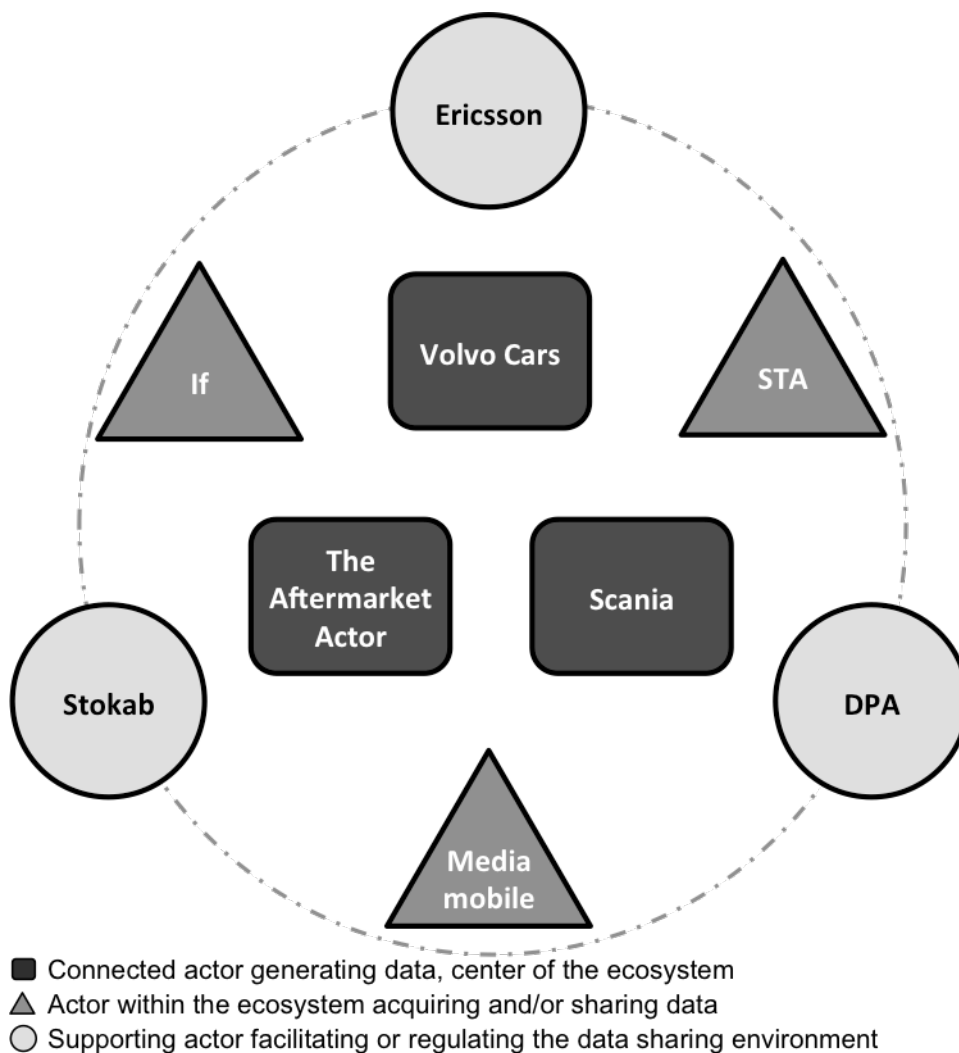 Ericsson
Volvo Cars
If
STA
The
Aftermarket
Actor
Scania
Stokab
DPA
Media
mobile
Connected actor generating data, center of the ecosystem
Actor within the ecosystem acquiring and/or sharing data
Supporting actor facilitating or regulating the data sharing environment